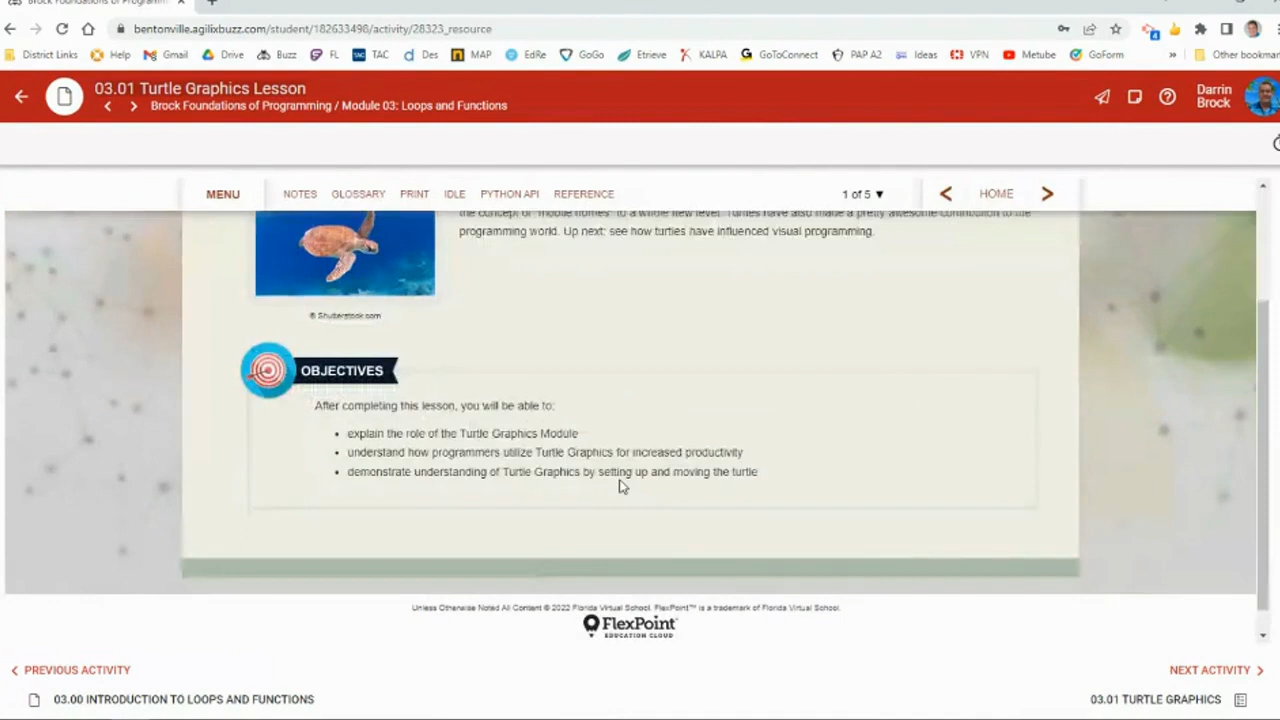 Brock Foundations of Program
bentonville.agilixbuzz.com/student/182633498/activity/28323_resource
District Links Help Gmail Drive Buzz FL TAC Des MAP EdRe GoGo Etrieve KALPA GoToConnect PAP A2 Ideas VPN Metube GoForm » Other bookmar
03.01 Turtle Graphics Lesson
Brock Foundations of Programming / Module 03: Loops and Functions
Darrin
Brock
MENU NOTES GLOSSARY PRINT IDLE PYTHON API REFERENCE 1 of 5 HOME
the concept of "mobile homes" to a whole new level. Turtles have also made a pretty awesome contribution to the
programming world. Up next: see how turtles have influenced visual programming.
© Shutterstock.com
OBJECTIVES
After completing this lesson, you will be able to:
• explain the role of the Turtle Graphics Module
• understand how programmers utilize Turtle Graphics for increased productivity
• demonstrate understanding of Turtle Graphics by setting up and moving the turtle
Unless Otherwise Noted All Content © 2022 Florida Virtual School. FlexPoint™ is a trademark of Florida Virtual School.
FlexPoint
EDUCATION CLOUD
PREVIOUS ACTIVITY NEXT ACTIVITY
03.00 INTRODUCTION TO LOOPS AND FUNCTIONS 03.01 TURTLE GRAPHICS